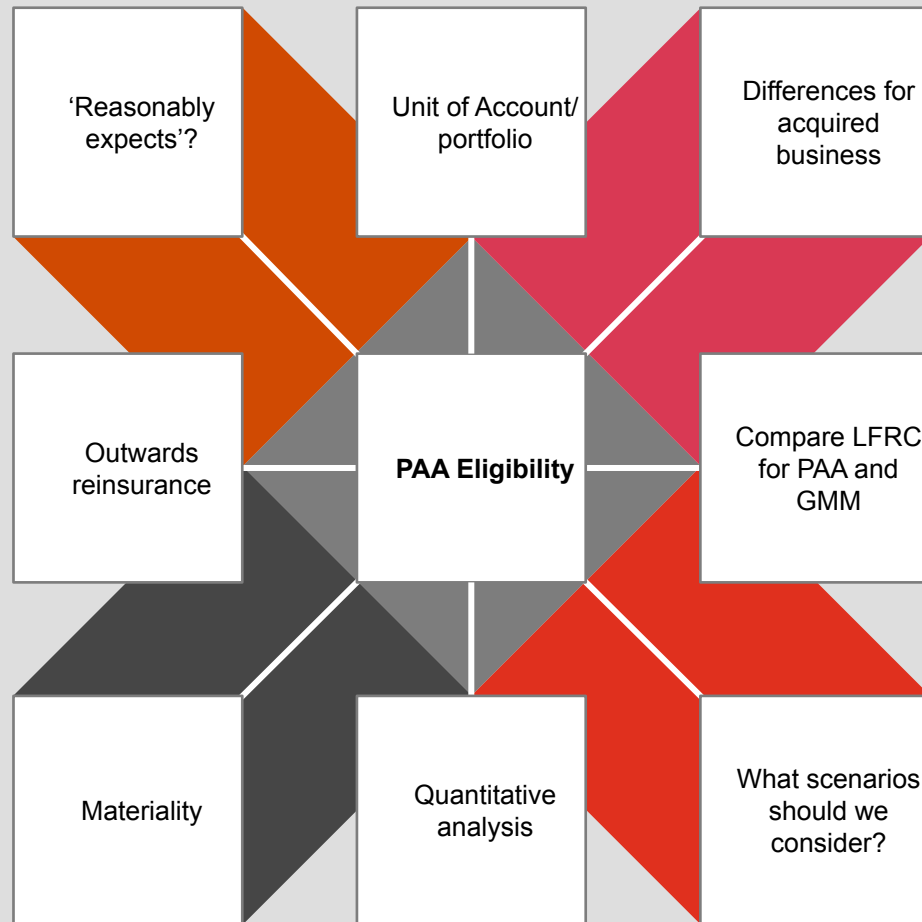 ‘Reasonably
expects’?
Unit of Account/
portfolio
Differences for
acquired
business
Outwards
reinsurance
PAA Eligibility
Compare LFRC
for PAA and
GMM
Materiality
Quantitative
analysis
What scenarios
should we
consider?